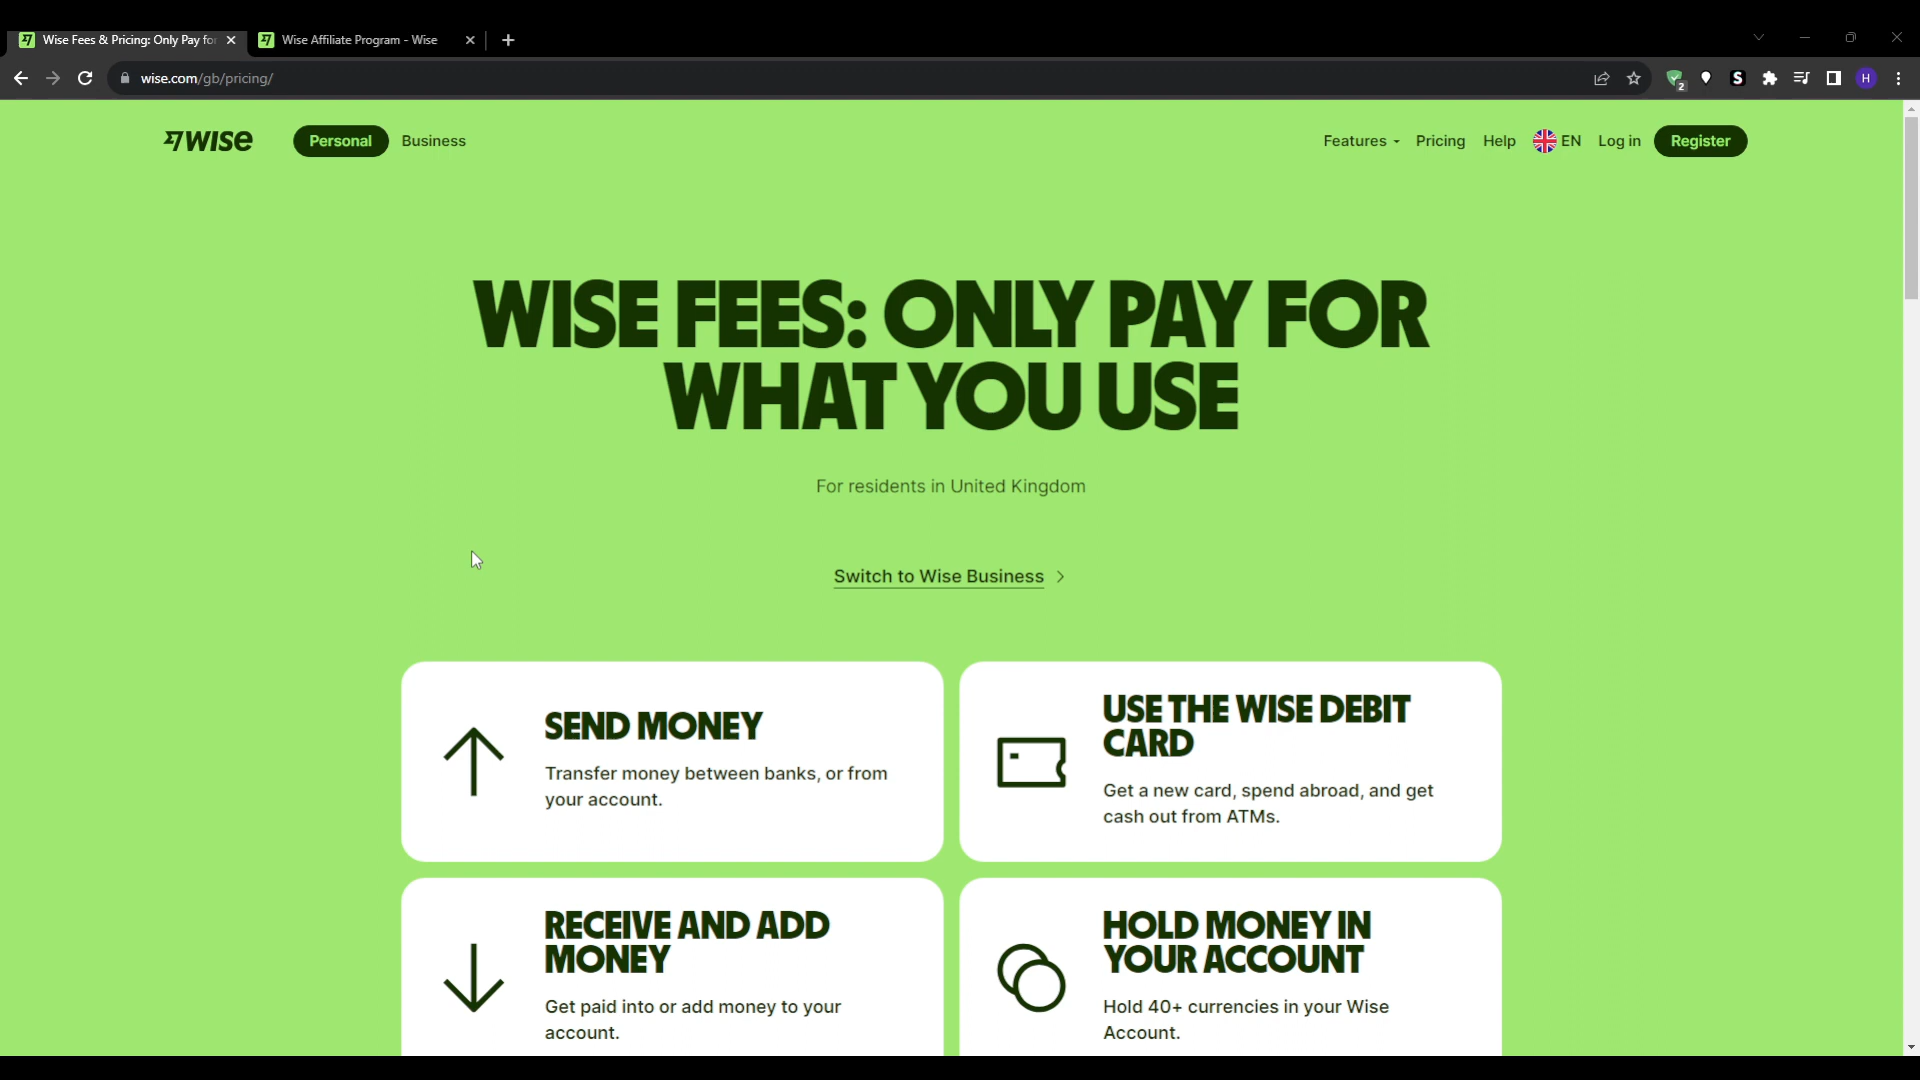 Wise Fees & Pricing: Only Pay for
Wise Affiliate Program - Wise
wise.com/gb/pricing/
2
S
H
WISE
Personal
Business
Features
Pricing
Help
EN
Log in
Register
WISE FEES: ONLY PAY FOR
WHAT YOU USE
For residents in United Kingdom
Switch to Wise Business
SEND MONEY
Transfer money between banks, or from
your account.
USE THE WISE DEBIT
CARD
Get a new card, spend abroad, and get
cash out from ATMs.
RECEIVE AND ADD
MONEY
Get paid into or add money to your
account.
HOLD MONEY IN
YOUR ACCOUNT
Hold 40+ currencies in your Wise
Account.